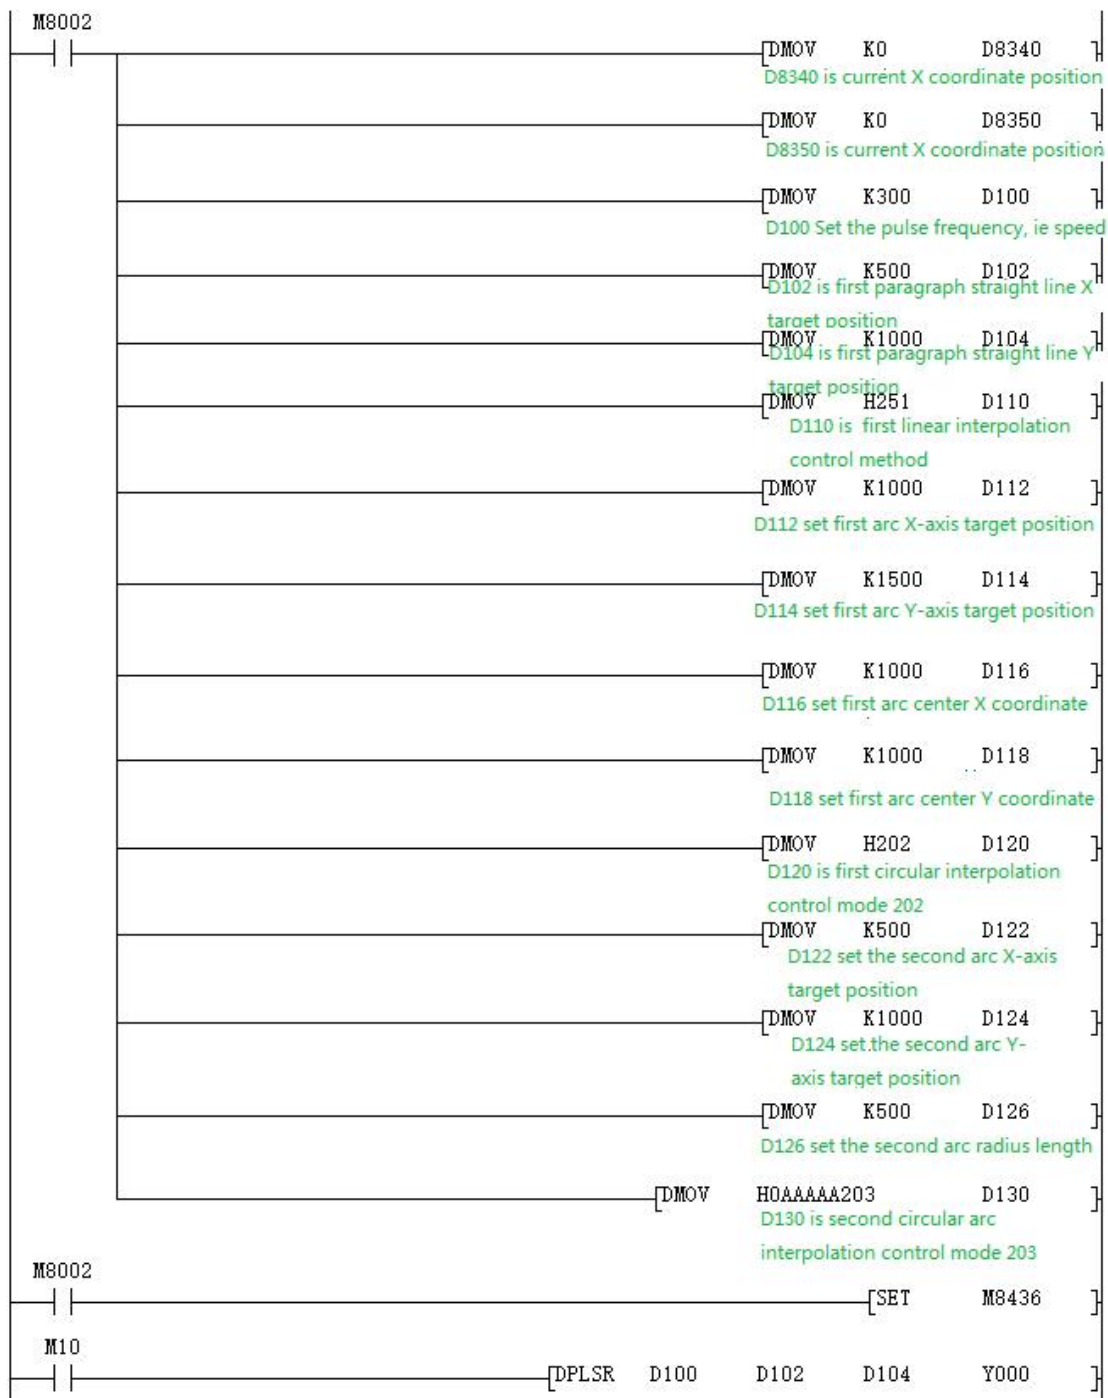 M8002
DMOV K0 D8340
D8340 is current X coordinate position
DMOV K0 D8350
D8350 is current X coordinate position
DMOV K300 D100
D100 Set the pulse frequency, ie speed
DMOV K500 D102
D102 is first paragraph straight line X
target position
DMOV K1000 D104
D104 is first paragraph straight line Y
target position
DMOV H251 D110
D110 is first linear interpolation
control method
DMOV K1000 D112
D112 set first arc X-axis target position
DMOV K1500 D114
D114 set first arc Y-axis target position
DMOV K1000 D116
D116 set first arc center X coordinate
DMOV K1000 D118
D118 set first arc center Y coordinate
DMOV H202 D120
D120 is first circular interpolation
control mode 202
DMOV K500 D122
D122 set the second arc X-axis
target position
DMOV K1000 D124
D124 set.the second arc Y-
axis target position
DMOV K500 D126
D126 set the second arc radius length
DMOV H0AAAAA203 D130
D130 is second circular arc
interpolation control mode 203
M8002
SET M8436
M10
DPLSR D100 D102 D104 Y000